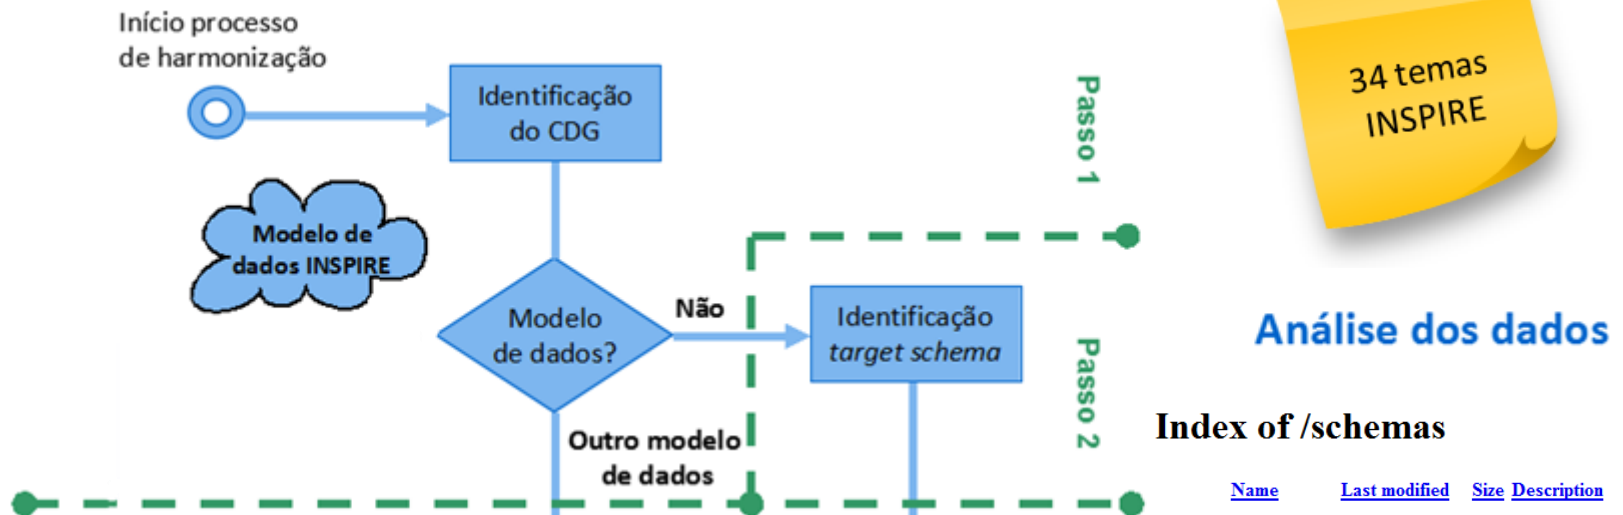 Início processo
de harmonização
Identificação
do CDG
Passo 1
34 temas
INSPIRE
Modelo de
dados INSPIRE
Modelo
de dados?
Não
Identificação
target schema
Passo 2
Outro modelo
de dados
Análise dos dados
Index of /schemas
Name Last modified Size Description